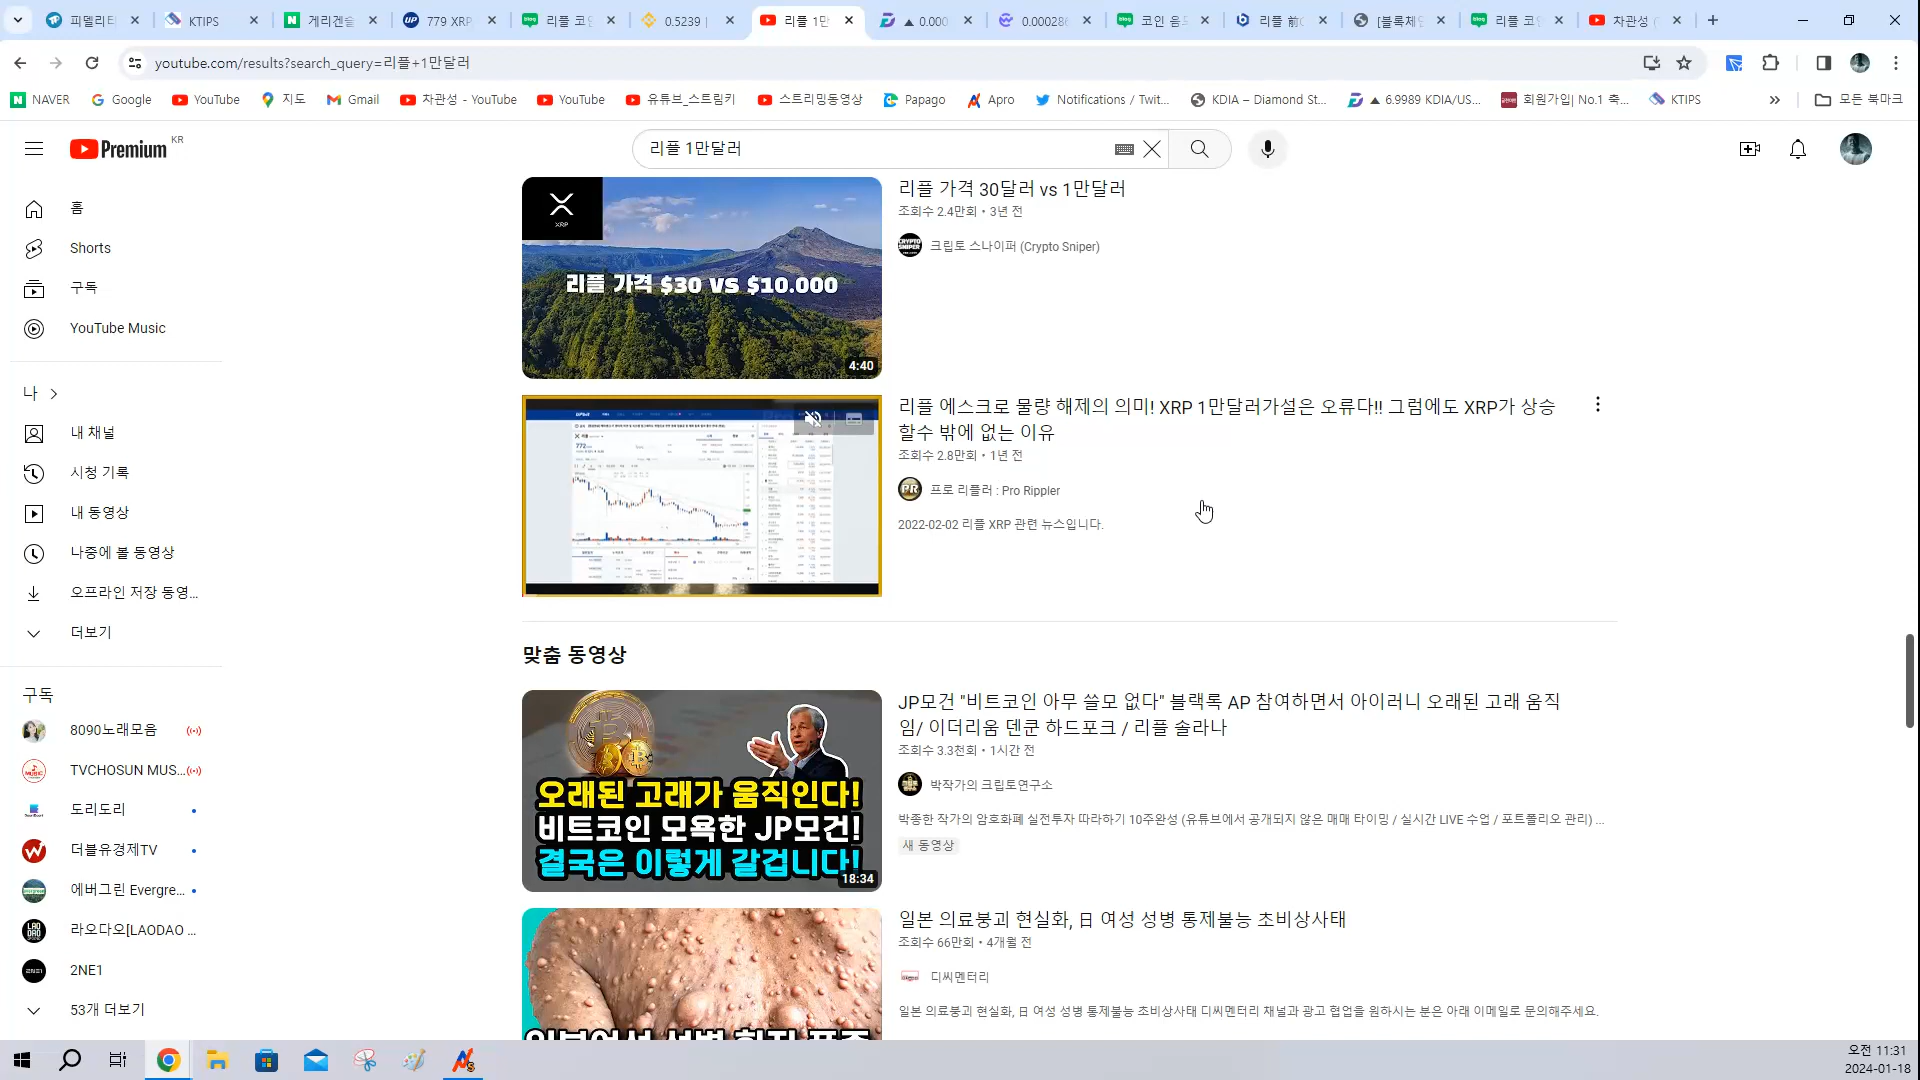 피델리티
KTIPS
게리겐슬
779 XRP
리플 코인
0.5239 |
리플 1만
▲ 0.000
0.000286
코인 음
리플 前
[블록체인
리플 코인
차관성
youtube.com/results?search_query=리플+1만달러
NAVER
Google
YouTube
지도
Gmail
차관성 - YouTube
YouTube
유튜브_스트림키
스트리밍동영상
Papago
Apro
Notifications / Twit...
KDIA – Diamond St...
▲ 6.9989 KDIA/US...
회원가입| No.1 축...
KTIPS
모든 북마크
Premium KR
리플 1만달러
홈
Shorts
구독
YouTube Music
나
내 채널
시청 기록
내 동영상
나중에 볼 동영상
오프라인 저장 동영...
더보기
구독
8090노래모음
TVCHOSUN MUS...
도리도리
더블유경제TV
에버그린 Evergre...
라오다오[LAODAO ...
2NE1
53개 더보기
XRP
리플 가격 $30 VS $10.000
4:40
리플 가격 30달러 vs 1만달러
조회수 2.4만회 • 3년 전
크립토 스나이퍼 (Crypto Sniper)
772
리플 에스크로 물량 해제의 의미! XRP 1만달러가설은 오류다!! 그럼에도 XRP가 상승
할수 밖에 없는 이유
조회수 2.8만회 • 1년 전
프로 리플러 : Pro Rippler
2022-02-02 리플 XRP 관련 뉴스입니다.
맞춤 동영상
오래된 고래가 움직인다!
비트코인 모욕한 JP모건!
결국은 이렇게 갈겁니다!
18:34
JP모건 "비트코인 아무 쓸모 없다" 블랙록 AP 참여하면서 아이러니 오래된 고래 움직
임/ 이더리움 덴쿤 하드포크 / 리플 솔라나
조회수 3.3천회 • 1시간 전
박작가의 크립토연구소
박종한 작가의 암호화폐 실전투자 따라하기 10주완성 (유튜브에서 공개되지 않은 매매 타이밍 / 실시간 LIVE 수업 / 포트폴리오 관리) ...
새 동영상
일본 의료붕괴 현실화, 日 여성 성병 통제불능 초비상사태
조회수 66만회 • 4개월 전
디씨멘터리
일본 의료붕괴 현실화, 日 여성 성병 통제불능 초비상사태 디씨멘터리 채널과 광고 협업을 원하시는 분은 아래 이메일로 문의해주세요.
오전 11:31
2024-01-18